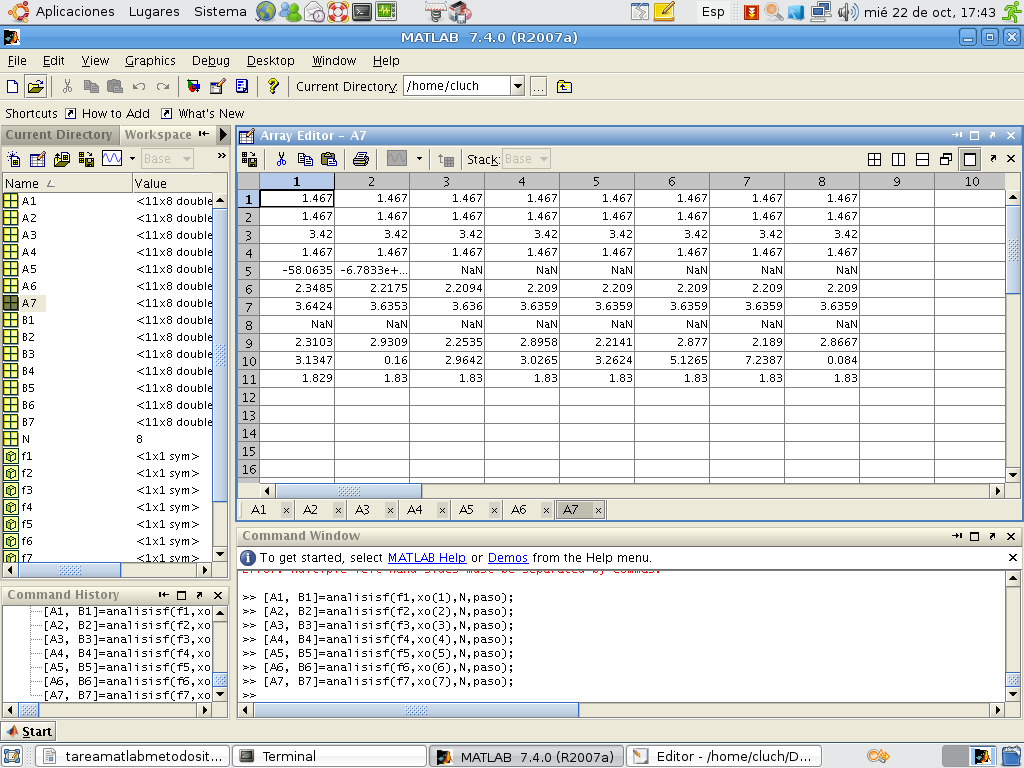 Aplicaciones Lugares Sistema Esp mié 22 de oct, 17:43
MATLAB 7.4.0 (R2007a)
File Edit View Graphics Debug Desktop Window Help
Current Directory: /home/cluch ...
Shortcuts How to Add What's New
Current Directory Workspace
Base
Name Value
A1 <11x8 double
A2 <11x8 double
A3 <11x8 double
A4 <11x8 double
A5 <11x8 double
A6 <11x8 double
A7 <11x8 double
B1 <11x8 double
B2 <11x8 double
B3 <11x8 double
B4 <11x8 double
B5 <11x8 double
B6 <11x8 double
B7 <11x8 double
N 8
f1 <1x1 sym>
f2 <1x1 sym>
f3 <1x1 sym>
f4 <1x1 sym>
f5 <1x1 sym>
f6 <1x1 sym>
f7 <1x1 sym>
Array Editor - A7
Stack: Base
1 2 3 4 5 6 7 8 9 10
1 1.467 1.467 1.467 1.467 1.467 1.467 1.467 1.467
2 1.467 1.467 1.467 1.467 1.467 1.467 1.467 1.467
3 3.42 3.42 3.42 3.42 3.42 3.42 3.42 3.42
4 1.467 1.467 1.467 1.467 1.467 1.467 1.467 1.467
5 -58.0635 -6.7833e+... NaN NaN NaN NaN NaN NaN
6 2.3485 2.2175 2.2094 2.209 2.209 2.209 2.209 2.209
7 3.6424 3.6353 3.636 3.6359 3.6359 3.6359 3.6359 3.6359
8 NaN NaN NaN NaN NaN NaN NaN NaN
9 2.3103 2.9309 2.2535 2.8958 2.2141 2.877 2.189 2.8667
10 3.1347 0.16 2.9642 3.0265 3.2624 5.1265 7.2387 0.084
11 1.829 1.83 1.83 1.83 1.83 1.83 1.83 1.83
12
13
14
15
16
A1 A2 A3 A4 A5 A6 A7
Command History
[A1, B1]=analisisf(f1,xo
[A2, B2]=analisisf(f2,xo
[A3, B3]=analisisf(f3,xo
[A4, B4]=analisisf(f4,xo
[A5, B5]=analisisf(f5,xo
[A6, B6]=analisisf(f6,xo
[A7, B7]=analisisf(f7,xo
Command Window
To get started, select MATLAB Help or Demos from the Help menu.
>> [A1, B1]=analisisf(f1,xo(1),N,paso);
>> [A2, B2]=analisisf(f2,xo(2),N,paso);
>> [A3, B3]=analisisf(f3,xo(3),N,paso);
>> [A4, B4]=analisisf(f4,xo(4),N,paso);
>> [A5, B5]=analisisf(f5,xo(5),N,paso);
>> [A6, B6]=analisisf(f6,xo(6),N,paso);
>> [A7, B7]=analisisf(f7,xo(7),N,paso);
>>
Start
tareamatlabmetodosit... Terminal MATLAB 7.4.0 (R2007a) Editor - /home/cluch/D...